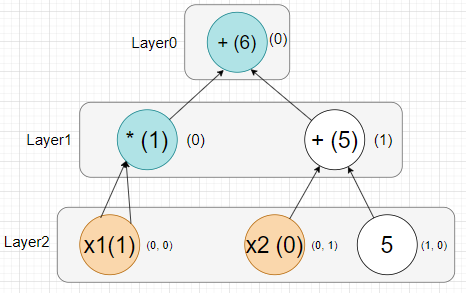 Layer0 + (6) (0)
Layer1 * (1) (0) + (5) (1)
Layer2 x1(1) (0, 0) x2 (0) (0, 1) 5 (1, 0)